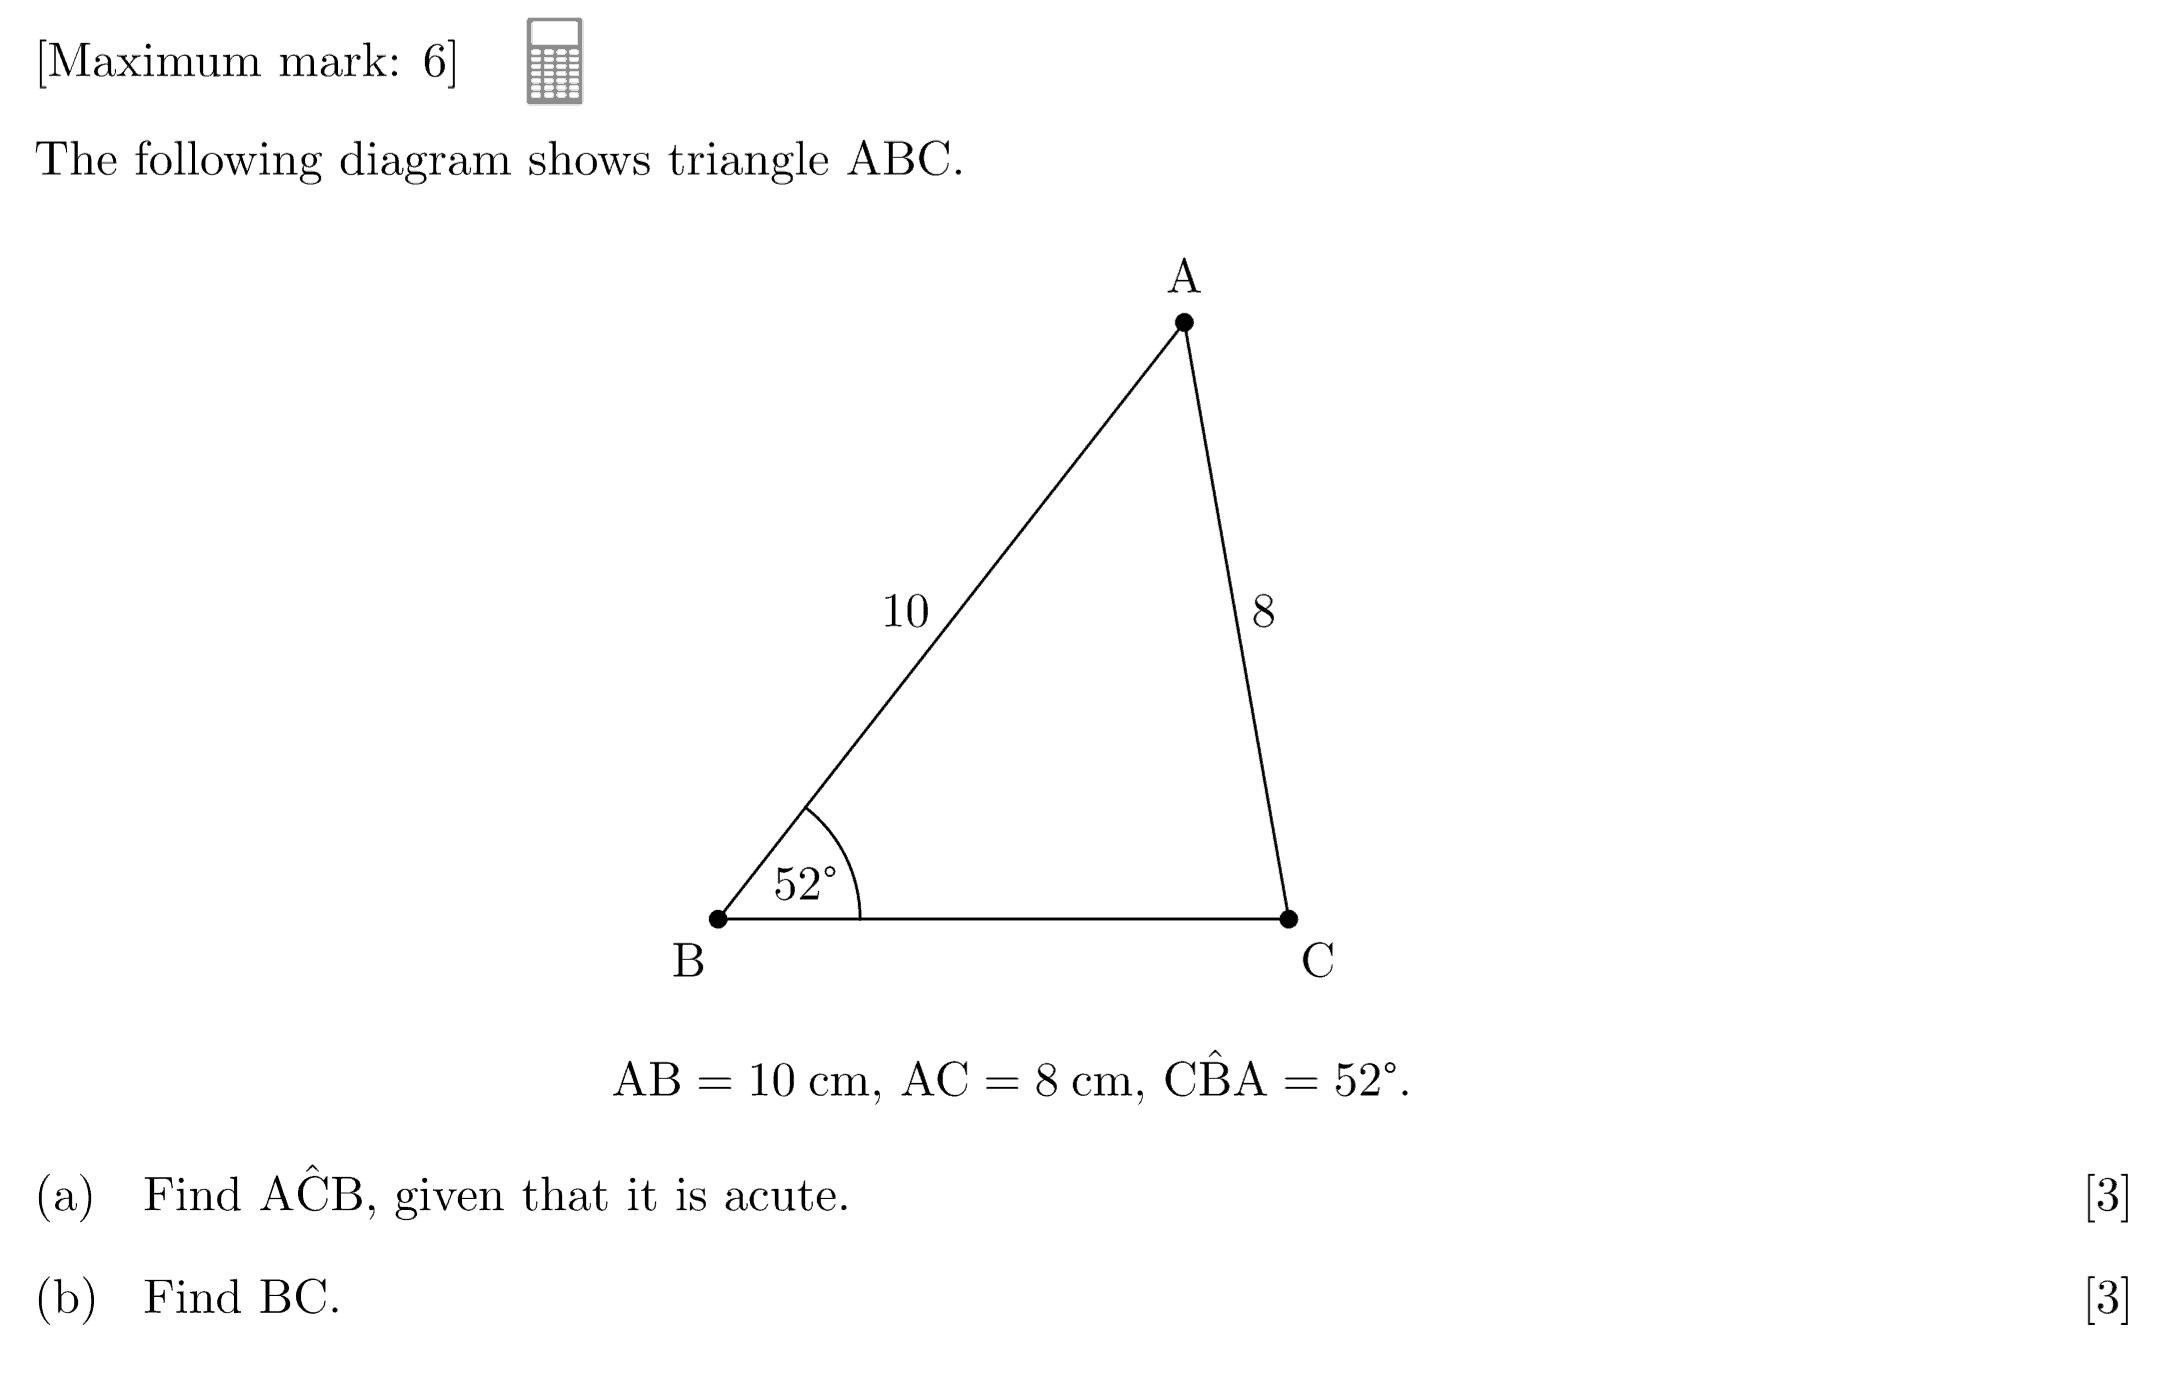 [Maximum mark: 6]
The following diagram shows triangle ABC.
A
10
8
52°
B
C
AB = 10 cm, AC = 8 cm, CB̂A = 52°.
(a) Find AĈB, given that it is acute. [3]
(b) Find BC. [3]